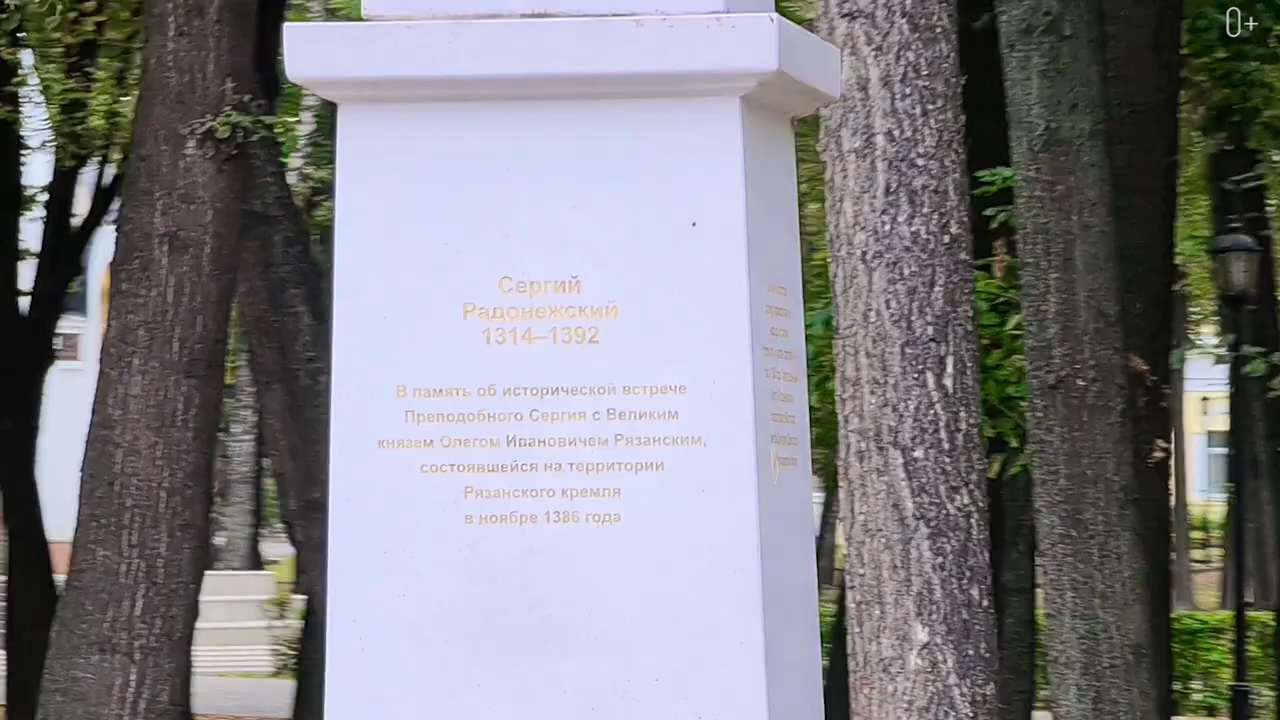 0+
Сергий
Радонежский
1314–1392
В память об исторической встрече
Преподобного Сергия с Великим
князем Олегом Ивановичем Рязанским,
состоявшейся на территории
Рязанского кремля
в ноябре 1386 года